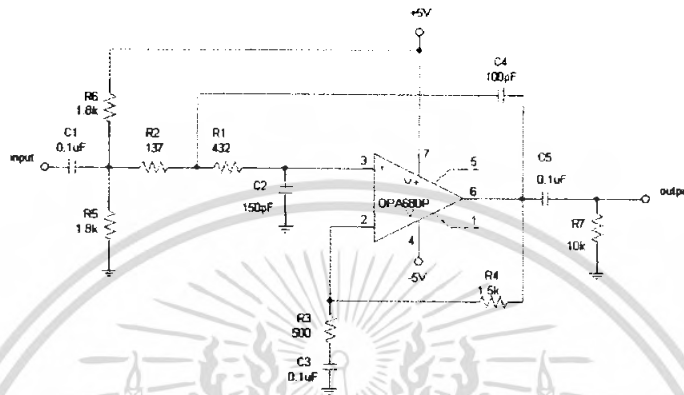 +5V
C4
100pF
R6
1.8k
C1
0.1uF
R2
137
R1
432
input
3
7
5
V+
C5
0.1uF
6
output
C2
150pF
OPA680P
V-
1
2
4
-5V
R5
1.8k
R7
10k
R4
1.5k
R3
500
C3
0.1uF